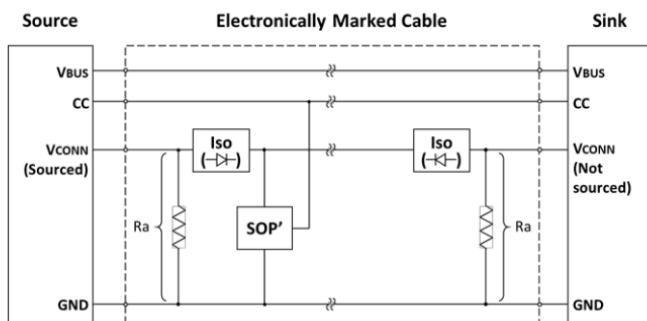 Source
Electronically Marked Cable
Sink
VBUS
VBUS
CC
CC
VCONN
(Sourced)
Iso
Iso
VCONN
(Not
sourced)
Ra
SOP'
Ra
GND
GND